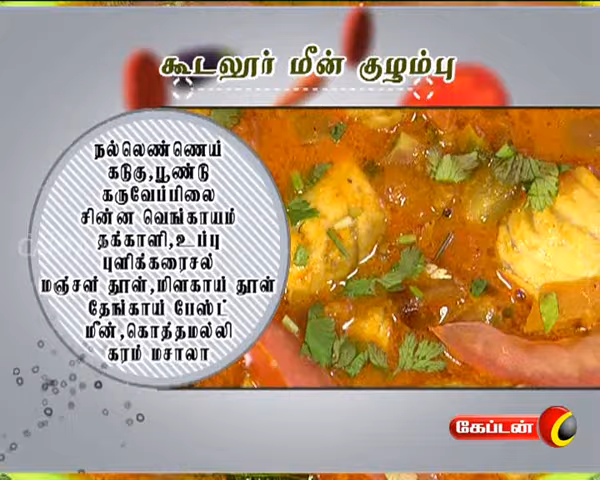 கூடலூர் மீன் குழம்பு
நல்லெண்ணெய்
கடுகு,பூண்டு
கருவேப்பிலை
சின்ன வெங்காயம்
தக்காளி,உப்பு
புளிக்கரைசல்
மஞ்சள் தூள்,மிளகாய் தூள்
தேங்காய் பேஸ்ட்
மீன்,கொத்தமல்லி
கரம் மசாலா
கேப்டன்